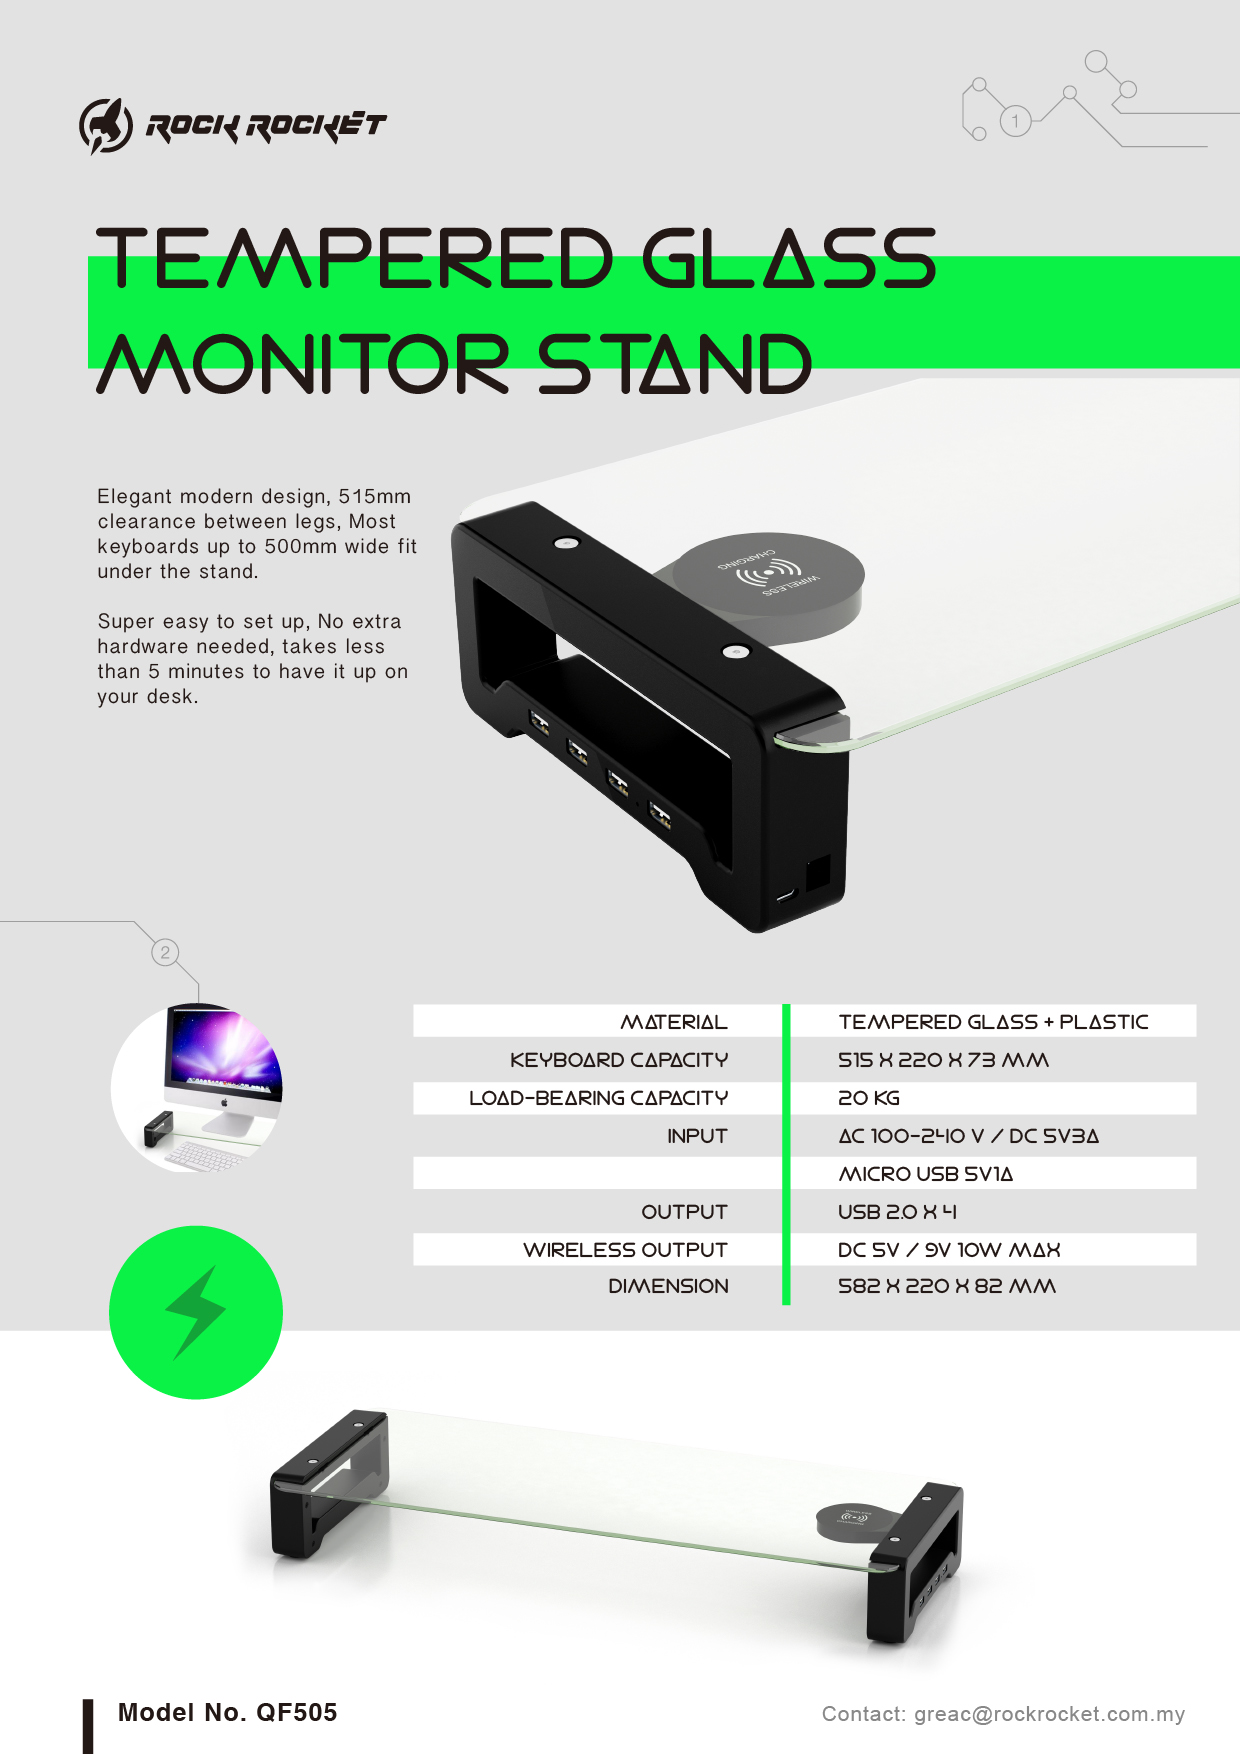 ROCK ROCKET
1
TEMPERED GLASS
MONITOR STAND
Elegant modern design, 515mm
clearance between legs, Most
keyboards up to 500mm wide fit
under the stand.
Super easy to set up, No extra
hardware needed, takes less
than 5 minutes to have it up on
your desk.
WIRELESS
CHARGING
2
MATERIAL TEMPERED GLASS + PLASTIC
KEYBOARD CAPACITY 515 X 220 X 73 MM
LOAD-BEARING CAPACITY 20 KG
INPUT AC 100-240 V / DC 5V3A
MICRO USB 5V1A
OUTPUT USB 2.0 X 4
WIRELESS OUTPUT DC 5V / 9V 10W MAX
DIMENSION 582 X 220 X 82 MM
WIRELESS
CHARGING
Model No. QF505
Contact: greac@rockrocket.com.my